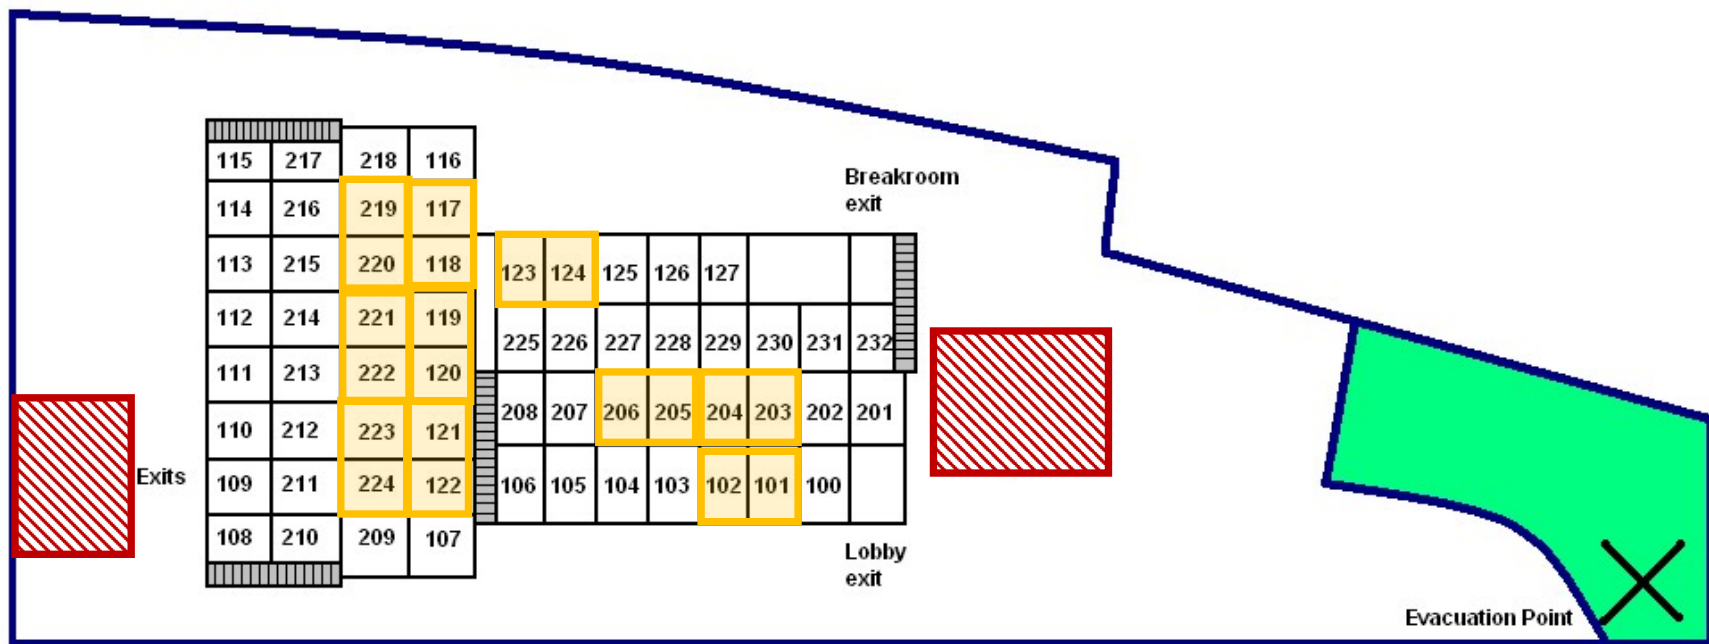 115 217 218 116
114 216 219 117
113 215 220 118
112 214 221 119
111 213 222 120
110 212 223 121
109 211 224 122
108 210 209 107
Exits
Breakroom
exit
123 124 125 126 127
225 226 227 228 229 230 231 232
208 207 206 205 204 203 202 201
106 105 104 103 102 101 100
Lobby
exit
Evacuation Point